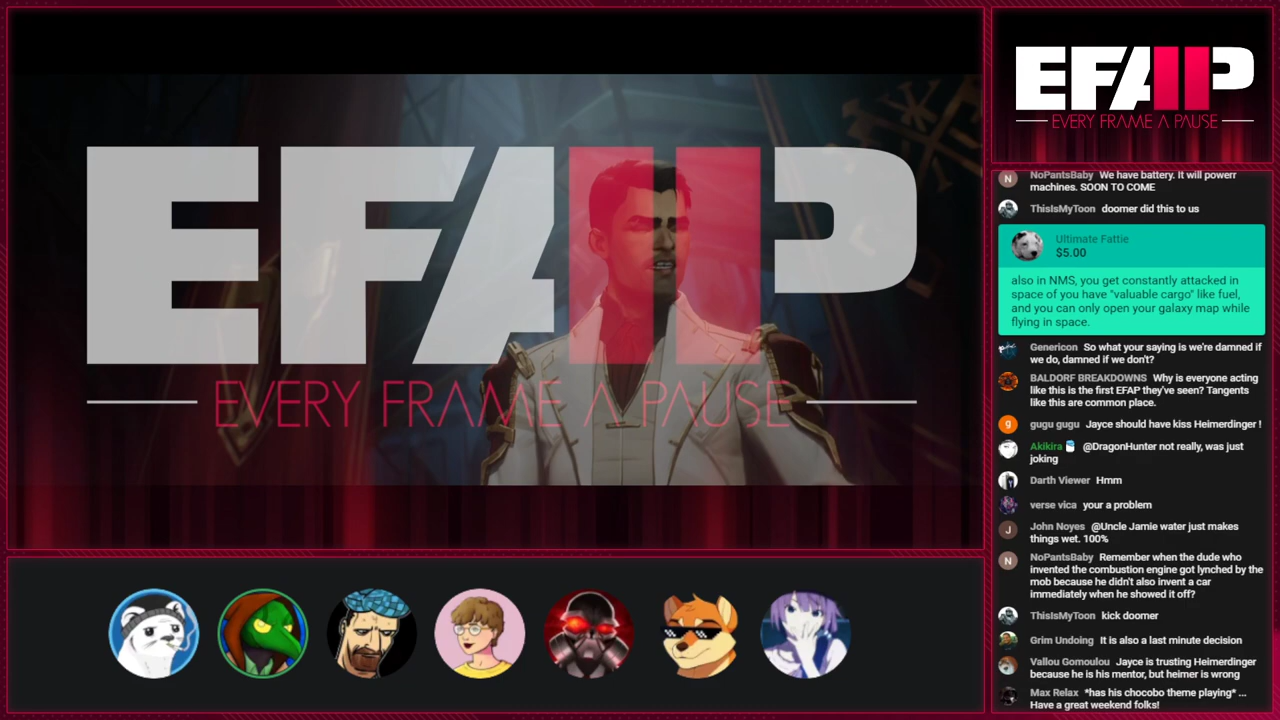 EFAP
EVERY FRAME A PAUSE
EFAP
EVERY FRAME A PAUSE
N
NoPantsBaby We have battery. It will powerr
machines. SOON TO COME
ThisIsMyToon doomer did this to us
Ultimate Fattie
$5.00
also in NMS, you get constantly attacked in
space of you have "valuable cargo" like fuel,
and you can only open your galaxy map while
flying in space.
Genericon So what your saying is we're damned if
we do, damned if we don't?
BALDORF BREAKDOWNS Why is everyone acting
like this is the first EFAP they've seen? Tangents
like this are common place.
g
gugu gugu Jayce should have kiss Heimerdinger !
Akikira @DragonHunter not really, was just
joking
Darth Viewer Hmm
verse vica your a problem
J
John Noyes @Uncle Jamie water just makes
things wet. 100%
N
NoPantsBaby Remember when the dude who
invented the combustion engine got lynched by the
mob because he didn't also invent a car
immediately when he showed it off?
ThisIsMyToon kick doomer
Grim Undoing It is also a last minute decision
Vallou Gomoulou Jayce is trusting Heimerdinger
because he is his mentor, but heimer is wrong
Max Relax *has his chocobo theme playing* ...
Have a great weekend folks!